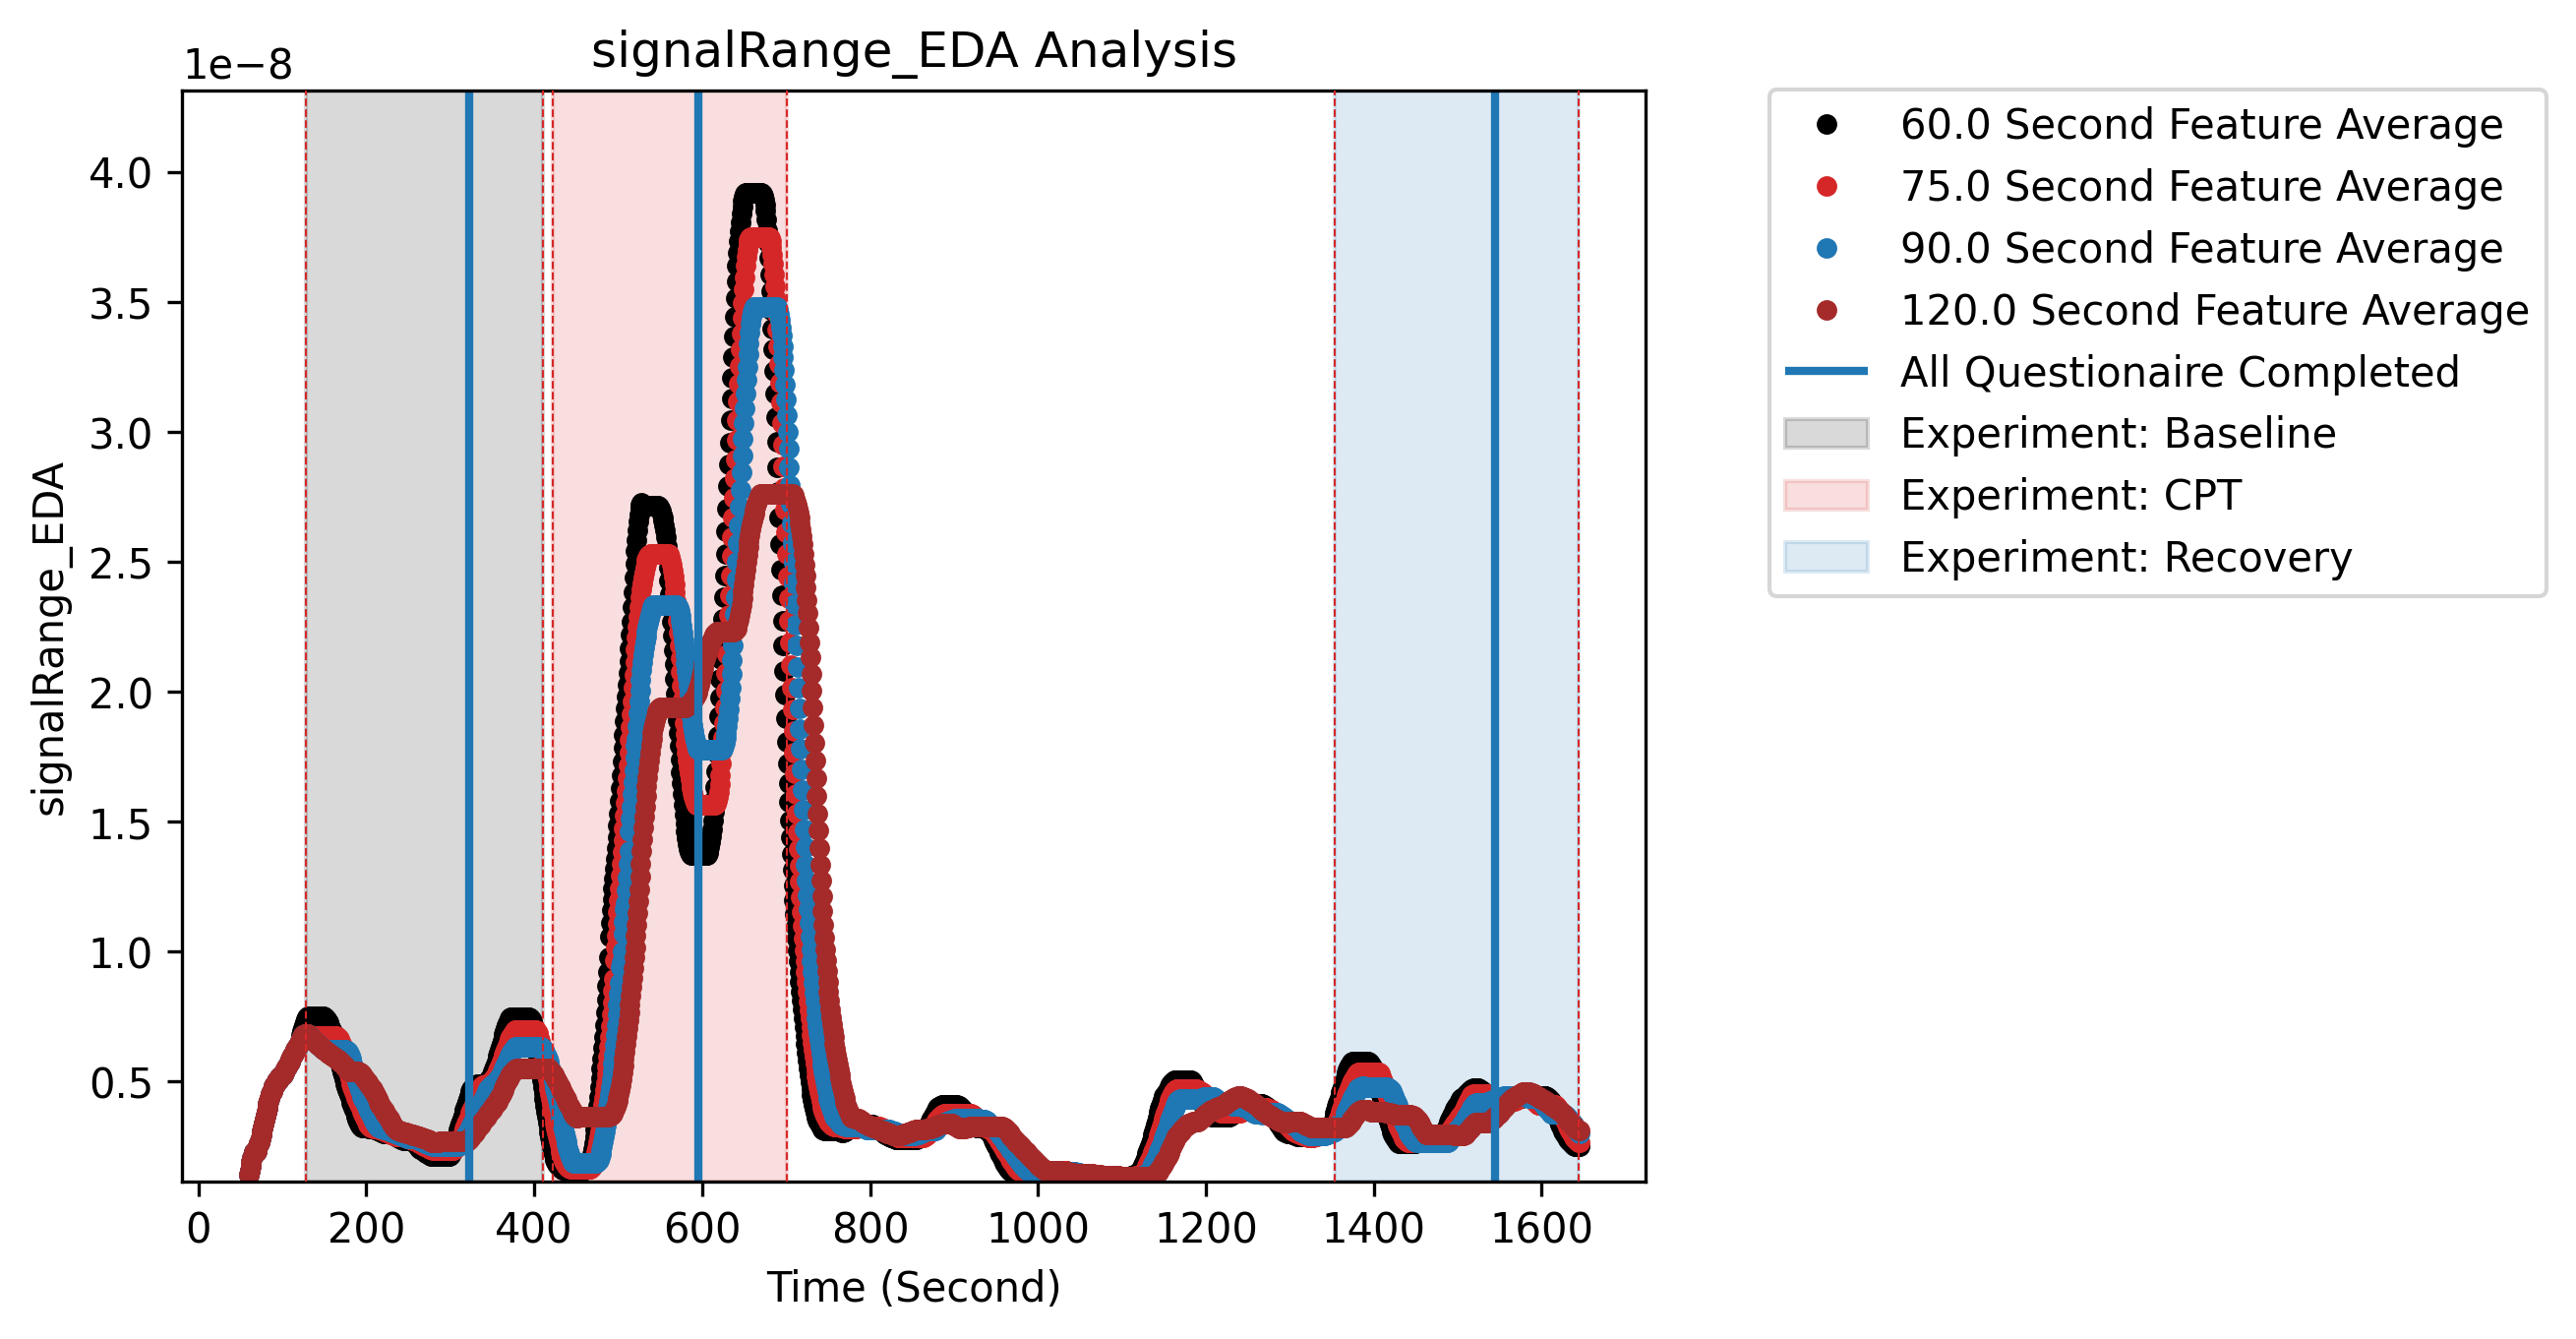 signalRange_EDA Analysis
1e−8
4.0
3.5
3.0
2.5
2.0
1.5
1.0
0.5
signalRange_EDA
0 200 400 600 800 1000 1200 1400 1600
Time (Second)
60.0 Second Feature Average
75.0 Second Feature Average
90.0 Second Feature Average
120.0 Second Feature Average
All Questionaire Completed
Experiment: Baseline
Experiment: CPT
Experiment: Recovery